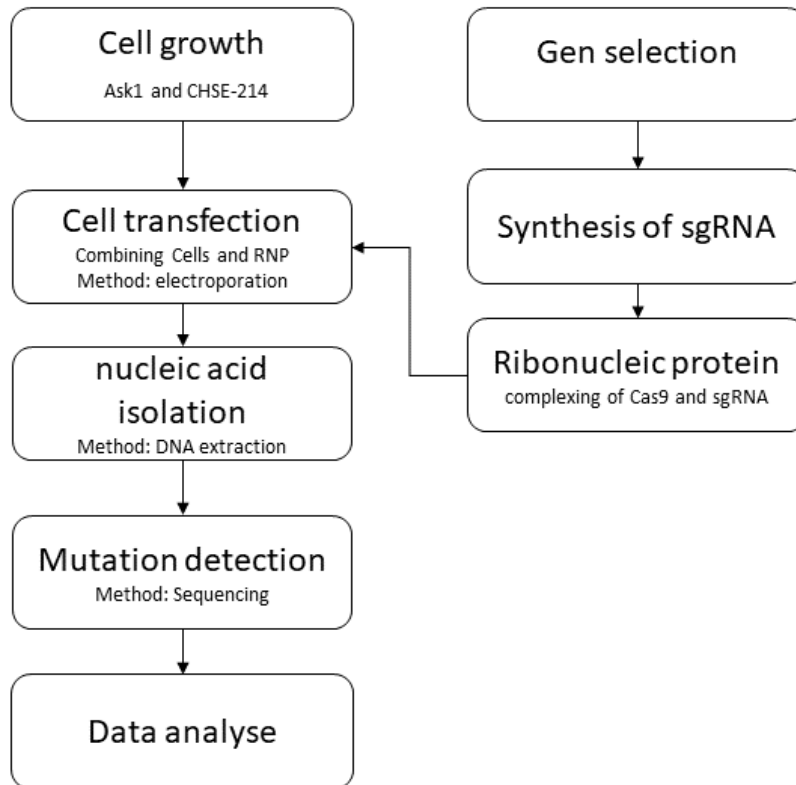 Cell growth
Ask1 and CHSE-214
Cell transfection
Combining Cells and RNP
Method: electroporation
nucleic acid
isolation
Method: DNA extraction
Mutation detection
Method: Sequencing
Data analyse
Gen selection
Synthesis of sgRNA
Ribonucleic protein
complexing of Cas9 and sgRNA